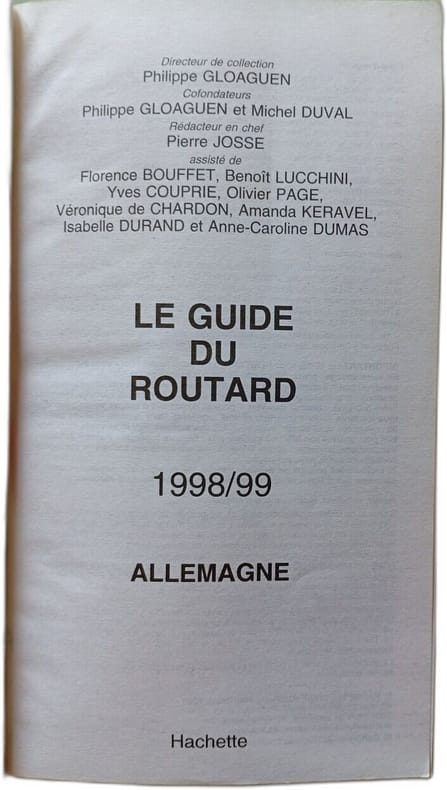 Directeur de collection
Philippe GLOAGUEN
Cofondateurs
Philippe GLOAGUEN et Michel DUVAL
Rédacteur en chef
Pierre JOSSE
assisté de
Florence BOUFFET, Benoît LUCCHINI,
Yves COUPRIE, Olivier PAGE,
Véronique de CHARDON, Amanda KERAVEL,
Isabelle DURAND et Anne-Caroline DUMAS
LE GUIDE
DU
ROUTARD
1998/99
ALLEMAGNE
Hachette